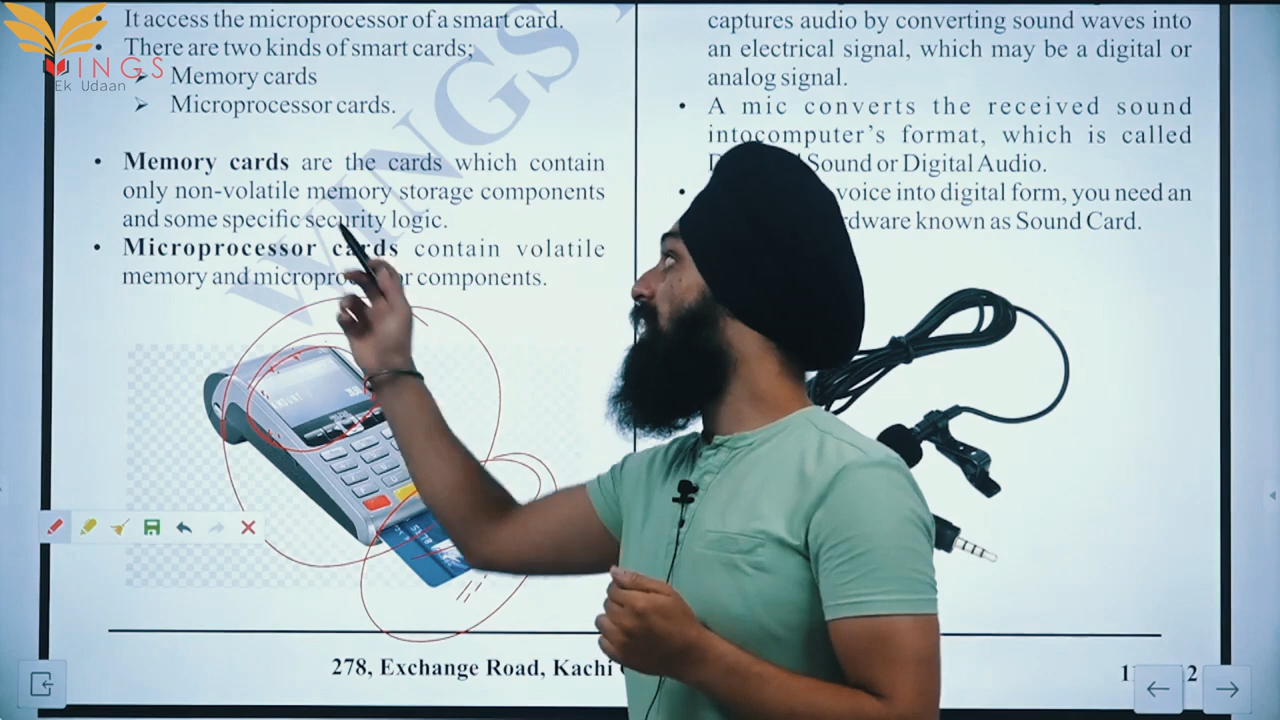 WINGS
Ek Udaan
It access the microprocessor of a smart card.
There are two kinds of smart cards;
Memory cards
Microprocessor cards.
Memory cards are the cards which contain
only non-volatile memory storage components
and some specific security logic.
Microprocessor cards contain volatile
memory and components.
278, Exchange Road, Kachi
captures audio by converting sound waves into
an electrical signal, which may be a digital or
analog signal.
A mic converts the received sound
intocomputer's format, which is called
Sound or Digital Audio.
voice into digital form, you need an
known as Sound Card.
WINGS